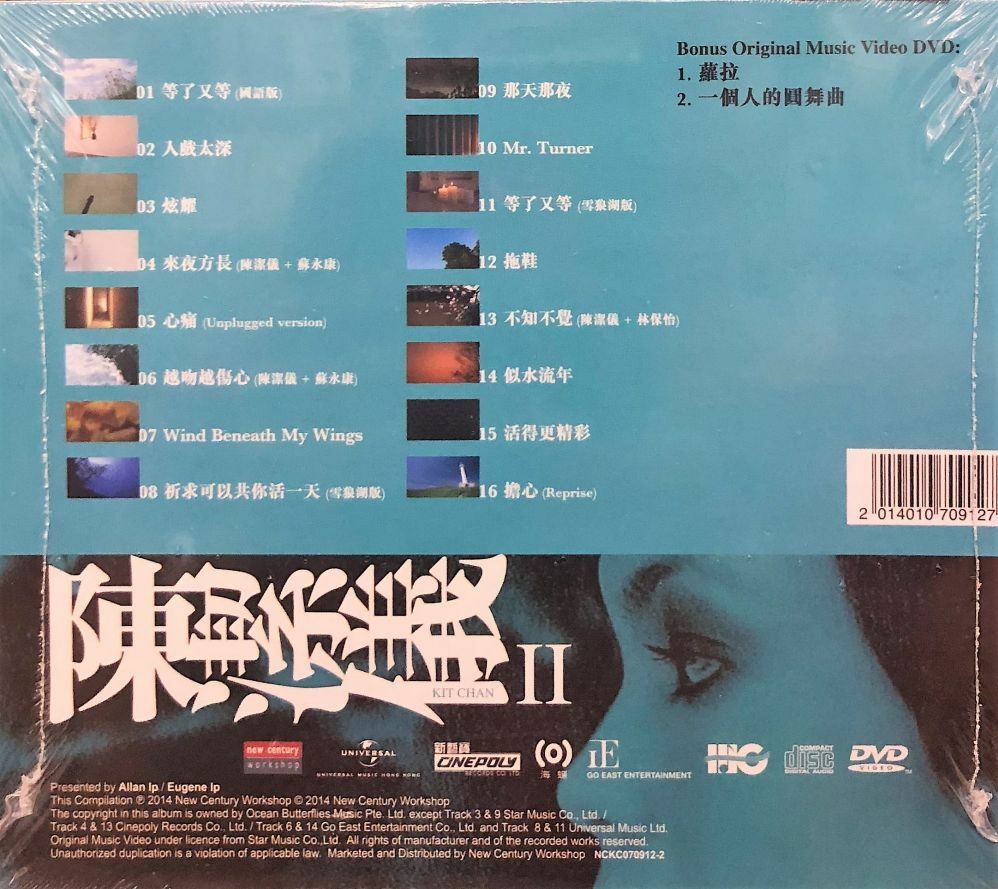 Bonus Original Music Video DVD:
1. 蘿拉
2. 一個人的圓舞曲
01 等了又等 (國語版)
02 入戲太深
03 炫耀
04 來夜方長 (陳潔儀 + 蘇永康)
05 心痛 (Unplugged version)
06 越吻越傷心 (陳潔儀 + 蘇永康)
07 Wind Beneath My Wings
08 祈求可以共你活一天 (雪狼湖版)
09 那天那夜
10 Mr. Turner
11 等了又等 (雪狼湖版)
12 拖鞋
13 不知不覺 (陳潔儀 + 林保怡)
14 似水流年
15 活得更精彩
16 擔心 (Reprise)
2 014010 709127
陳潔儀 II
KIT CHAN
new century
workshop
UNIVERSAL
UNIVERSAL MUSIC HONG KONG
新藝寶
CINEPOLY
RECORDS CO LTD
海蝶
GO EAST ENTERTAINMENT
COMPACT
disc
DIGITAL AUDIO
DVD
VIDEO
Presented by Allan Ip / Eugene Ip
This Compilation ℗ 2014 New Century Workshop © 2014 New Century Workshop
The copyright in this album is owned by Ocean Butterflies Music Pte. Ltd. except Track 3 & 9 Star Music Co., Ltd. /
Track 4 & 13 Cinepoly Records Co., Ltd. / Track 6 & 14 Go East Entertainment Co., Ltd. and Track 8 & 11 Universal Music Ltd.
Original Music Video under licence from Star Music Co.,Ltd. All rights of manufacturer and of the recorded works reserved.
Unauthorized duplication is a violation of applicable law. Marketed and Distributed by New Century Workshop NCKC070912-2